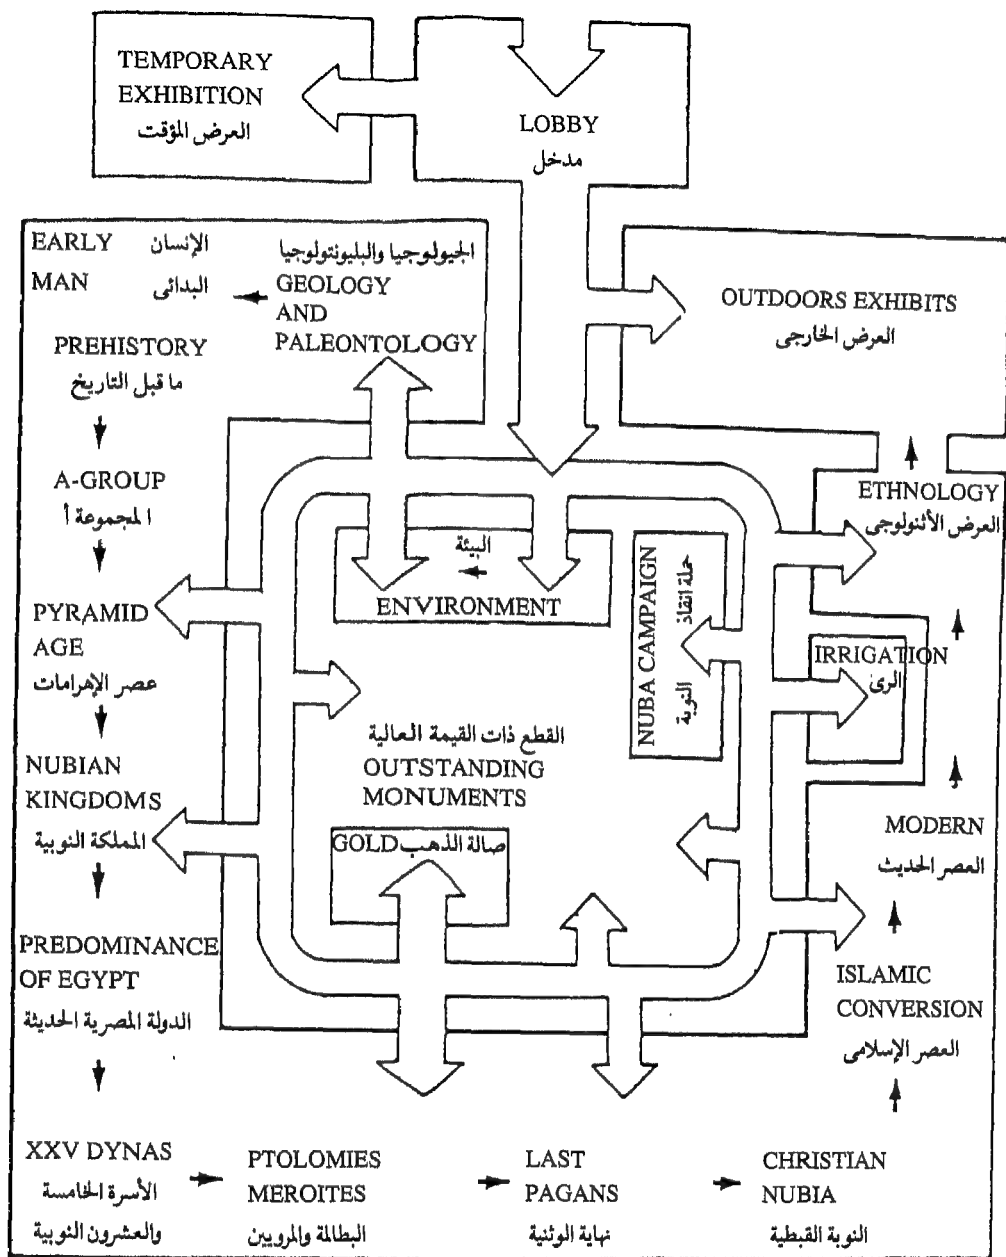 TEMPORARY
EXHIBITION
العرض المؤقت
LOBBY
مدخل
EARLY
MAN
الإنسان
البدائى
الجيولوجيا والبليونتولوجيا
GEOLOGY
AND
PALEONTOLOGY
OUTDOORS EXHIBITS
العرض الخارجى
PREHISTORY
ما قبل التاريخ
A-GROUP
المجموعة أ
PYRAMID
AGE
عصر الإهرامات
NUBIAN
KINGDOMS
المملكة النوبية
PREDOMINANCE
OF EGYPT
الدولة المصرية الحديثة
XXV DYNAS
الأسرة الخامسة
والعشرون النوبية
PTOLOMIES
MEROITES
البطالمة والمرويين
LAST
PAGANS
نهاية الوثنية
CHRISTIAN
NUBIA
النوبة القبطية
ISLAMIC
CONVERSION
العصر الإسلامى
MODERN
العصر الحديث
IRRIGATION
الرى
ETHNOLOGY
العرض الأثنولوجى
البيئة
ENVIRONMENT
NUBA CAMPAIGN
حملة انقاذ
النوبة
القطع ذات القيمة العالية
OUTSTANDING
MONUMENTS
GOLD صالة الذهب